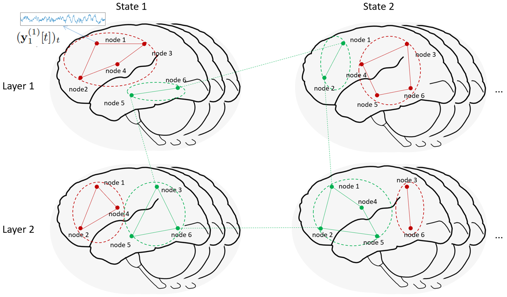 State 1
State 2
(y₁⁽¹⁾[t])ₜ
Layer 1
node 1
node 3
node 4
node2
node 6
node 5
node 1
node 3
node 4
node 2
node 5
node 6
...
Layer 2
node 1
node 3
node 4
node 2
node 5
node 6
node 1
node 3
node4
node 2
node 5
node 6
...